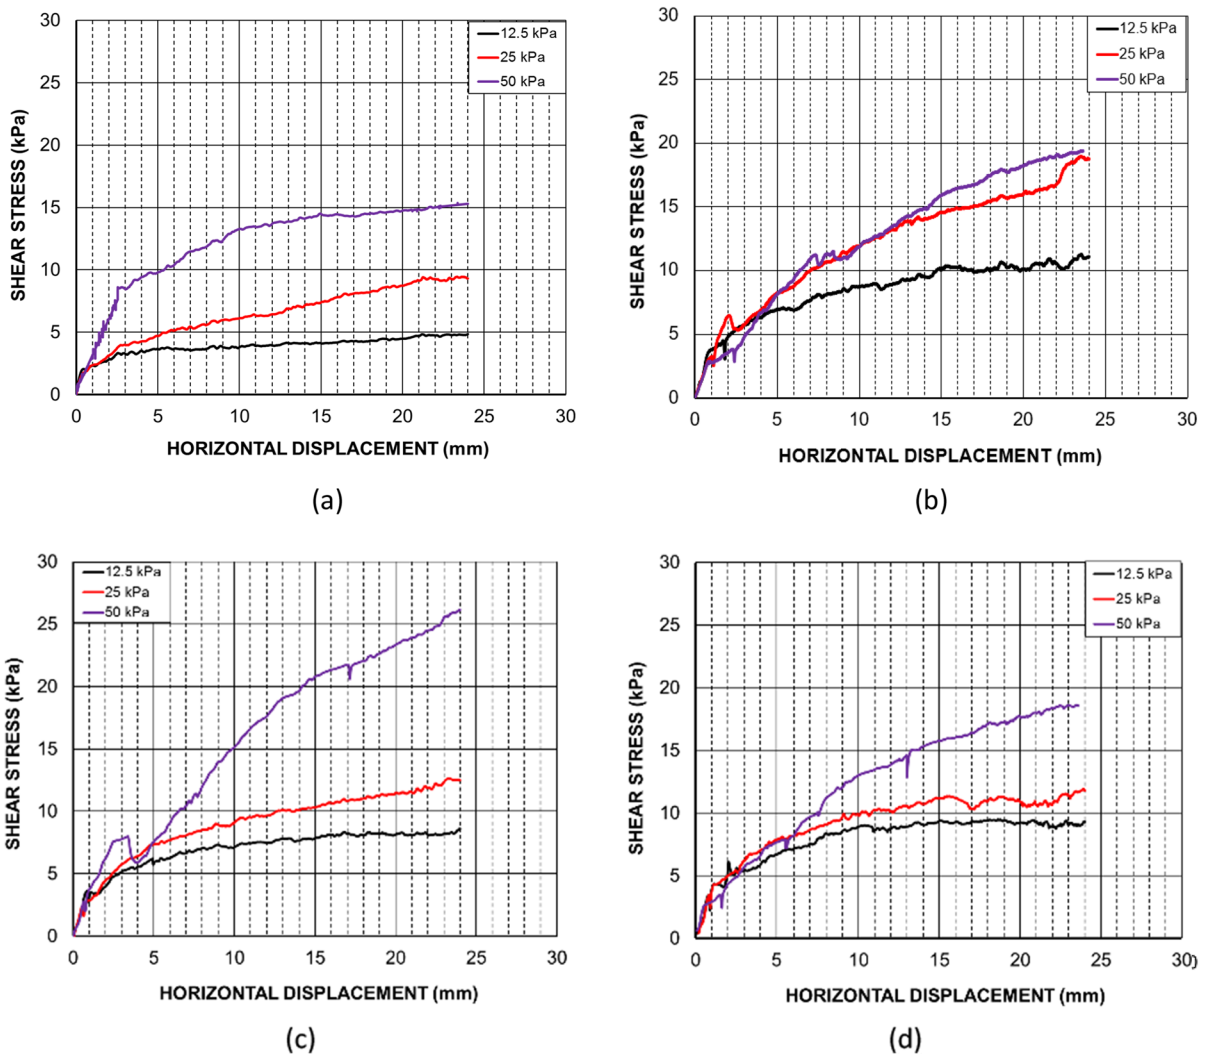 30
25
20
15
10
5
0
SHEAR STRESS (kPa)
12.5 kPa
25 kPa
50 kPa
0 5 10 15 20 25 30
HORIZONTAL DISPLACEMENT (mm)
(a)
30
25
20
15
10
5
0
SHEAR STRESS (kPa)
12.5 kPa
25 kPa
50 kPa
0 5 10 15 20 25 30
HORIZONTAL DISPLACEMENT (mm)
(b)
30
25
20
15
10
5
0
SHEAR STRESS (kPa)
12.5 kPa
25 kPa
50 kPa
0 5 10 15 20 25 30
HORIZONTAL DISPLACEMENT (mm)
(c)
30
25
20
15
10
5
0
SHEAR STRESS (kPa)
12.5 kPa
25 kPa
50 kPa
0 5 10 15 20 25 30
HORIZONTAL DISPLACEMENT (mm)
(d)